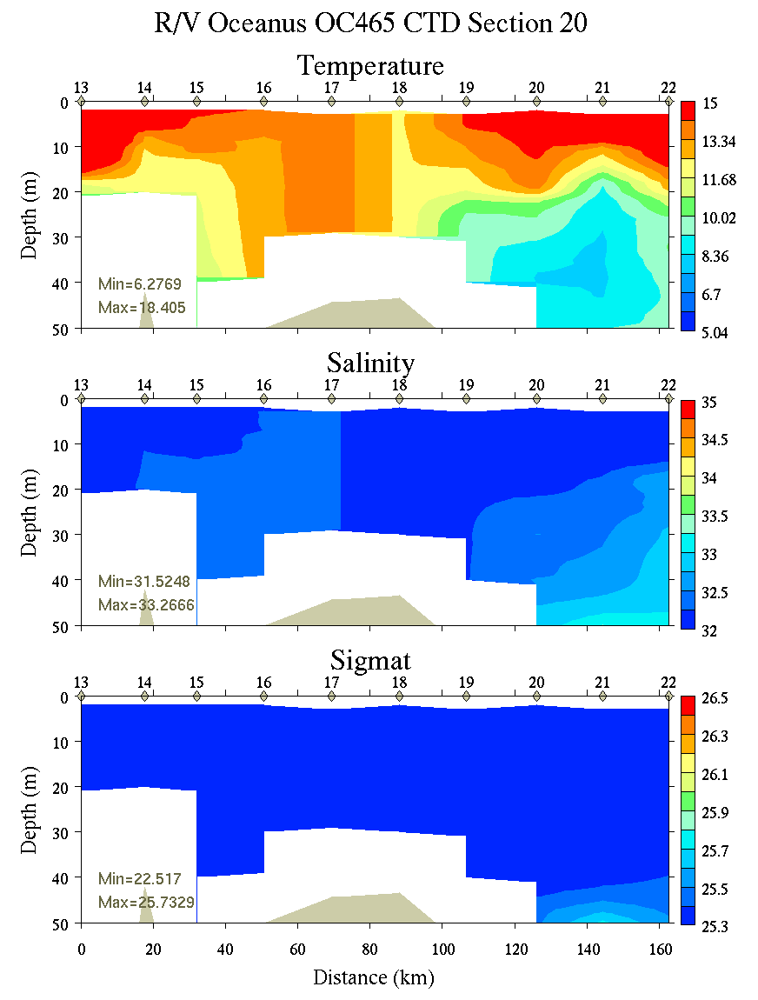 R/V Oceanus OC465 CTD Section 20
Temperature
13 14 15 16 17 18 19 20 21 22
0
10
20
30
40
50
Depth (m)
Min=6.2769
Max=18.405
15
13.34
11.68
10.02
8.36
6.7
5.04
Salinity
13 14 15 16 17 18 19 20 21 22
0
10
20
30
40
50
Depth (m)
Min=31.5248
Max=33.2666
35
34.5
34
33.5
33
32.5
32
Sigmat
13 14 15 16 17 18 19 20 21 22
0
10
20
30
40
50
Depth (m)
Min=22.517
Max=25.7329
26.5
26.3
26.1
25.9
25.7
25.5
25.3
0 20 40 60 80 100 120 140 160
Distance (km)